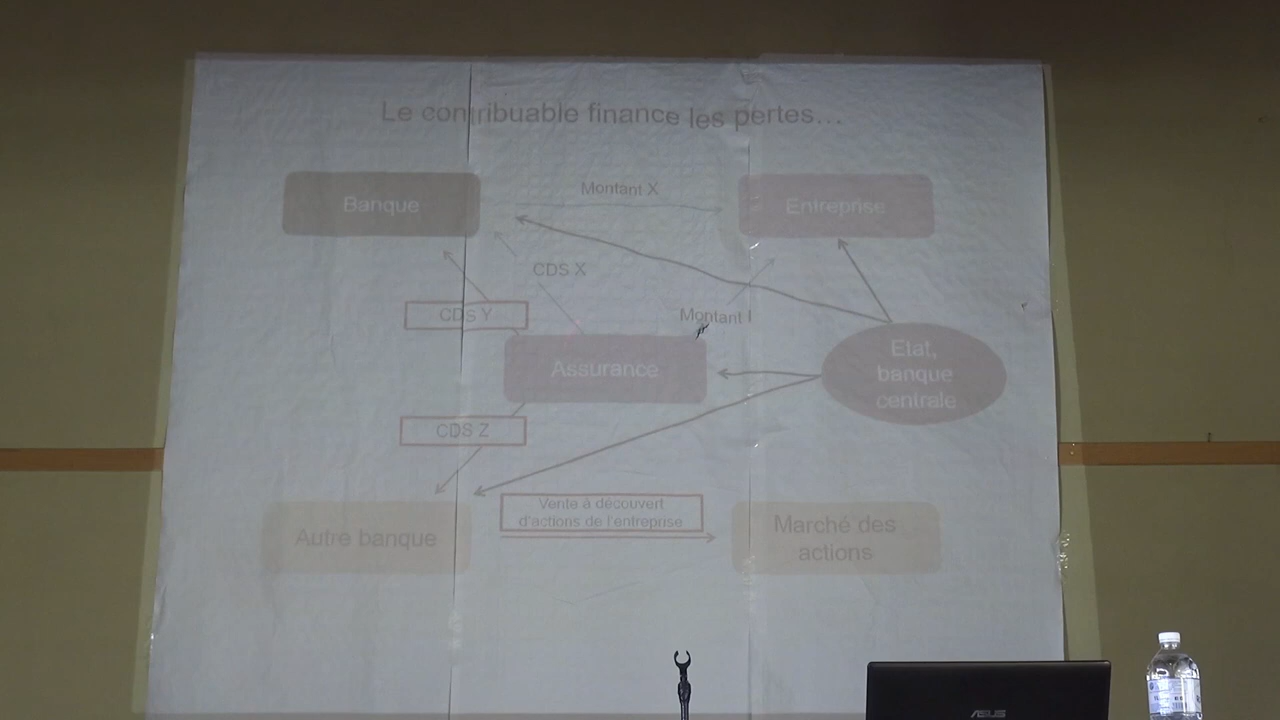 Le contribuable finance les pertes...
Banque
Montant X
Entreprise
CDS X
CDS Y
Montant I
Assurance
Etat,
banque
centrale
CDS Z
Vente à découvert
d'actions de l'entreprise
Autre banque
Marché des
actions
ASUS